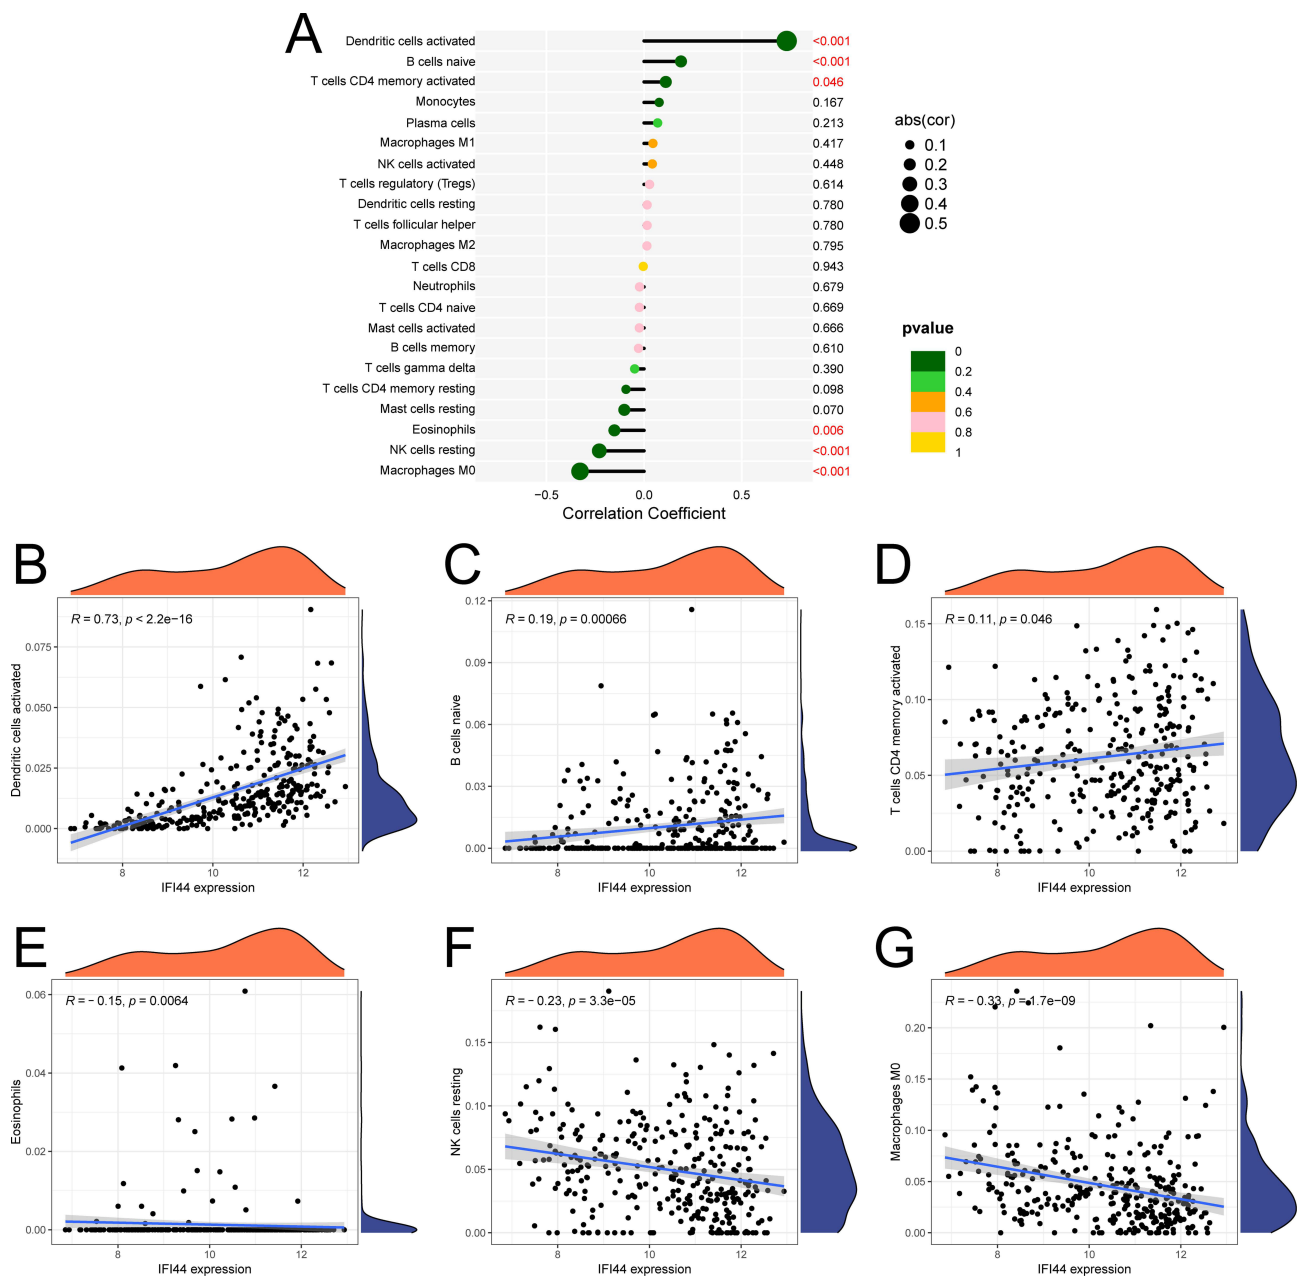 A
Dendritic cells activated <0.001
B cells naive <0.001
T cells CD4 memory activated 0.046
Monocytes 0.167
Plasma cells 0.213
Macrophages M1 0.417
NK cells activated 0.448
T cells regulatory (Tregs) 0.614
Dendritic cells resting 0.780
T cells follicular helper 0.780
Macrophages M2 0.795
T cells CD8 0.943
Neutrophils 0.679
T cells CD4 naive 0.669
Mast cells activated 0.666
B cells memory 0.610
T cells gamma delta 0.390
T cells CD4 memory resting 0.098
Mast cells resting 0.070
Eosinophils 0.006
NK cells resting <0.001
Macrophages M0 <0.001
−0.5 0.0 0.5
Correlation Coefficient
abs(cor)
0.1
0.2
0.3
0.4
0.5
pvalue
0
0.2
0.4
0.6
0.8
1
B
R = 0.73, p < 2.2e−16
Dendritic cells activated
0.075
0.050
0.025
0.000
8 10 12
IFI44 expression
C
R = 0.19, p = 0.00066
B cells naive
0.12
0.09
0.06
0.03
0.00
8 10 12
IFI44 expression
D
R = 0.11, p = 0.046
T cells CD4 memory activated
0.15
0.10
0.05
0.00
8 10 12
IFI44 expression
E
R = − 0.15, p = 0.0064
Eosinophils
0.06
0.04
0.02
0.00
8 10 12
IFI44 expression
F
R = − 0.23, p = 3.3e−05
NK cells resting
0.15
0.10
0.05
0.00
8 10 12
IFI44 expression
G
R = − 0.33, p = 1.7e−09
Macrophages M0
0.20
0.15
0.10
0.05
0.00
8 10 12
IFI44 expression